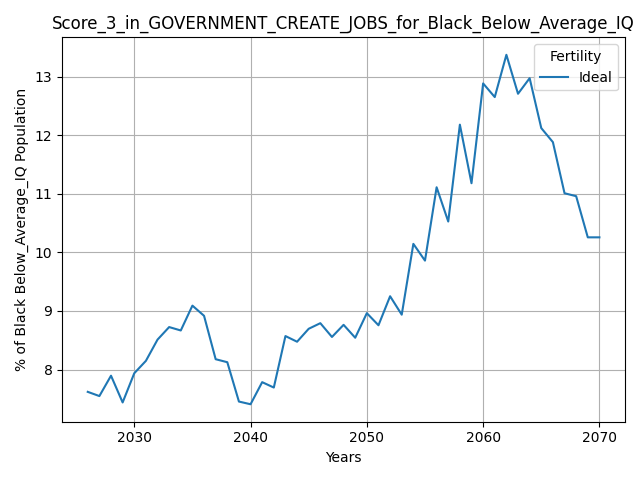 Score_3_in_GOVERNMENT_CREATE_JOBS_for_Black_Below_Average_IQ
Fertility
Ideal
% of Black Below_Average_IQ Population
13
12
11
10
9
8
2030 2040 2050 2060 2070
Years